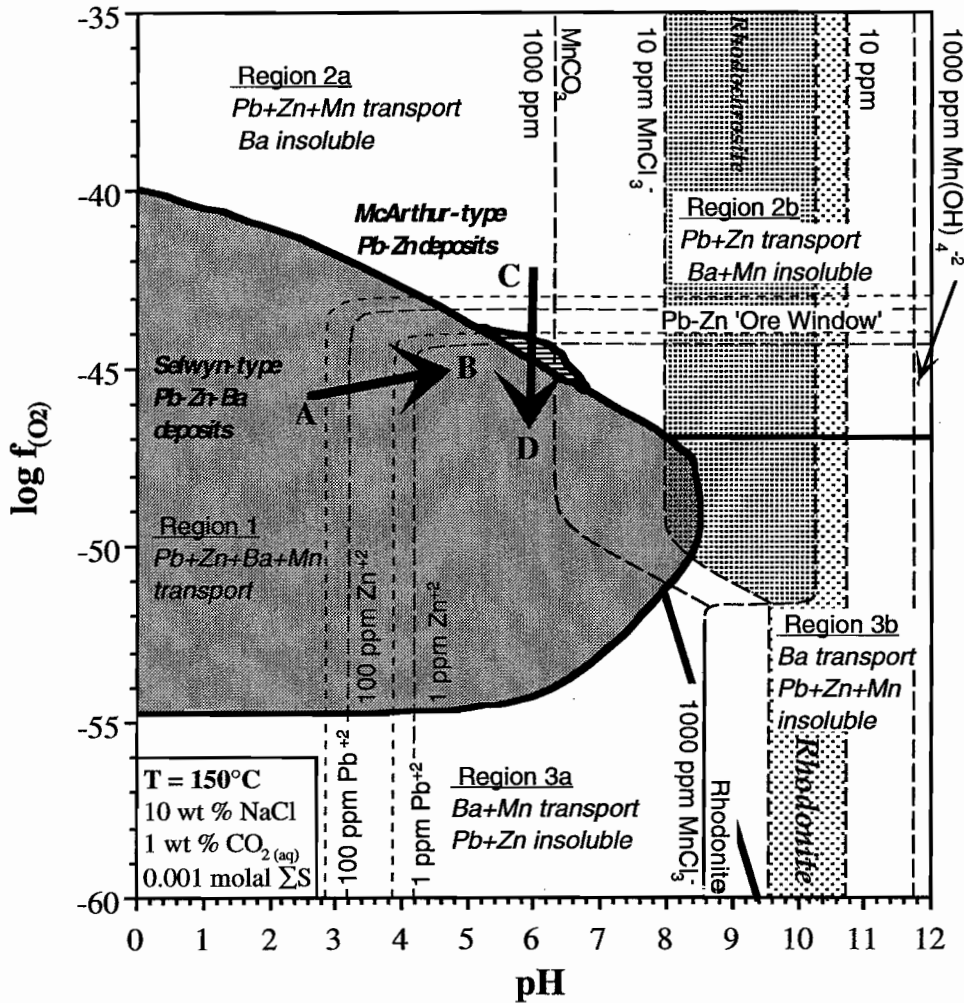 -35
-40
-45
-50
-55
-60
log f(O2)
Region 2a
Pb+Zn+Mn transport
Ba insoluble
McArthur-type
Pb-Zn deposits
C
1000 ppm
MnCO3
10 ppm MnCl3-
Rhodochrosite
10 ppm
1000 ppm Mn(OH)4-2
Region 2b
Pb+Zn transport
Ba+Mn insoluble
Pb-Zn 'Ore Window'
Selwyn-type
Pb-Zn-Ba
deposits
A
B
D
Region 1
Pb+Zn+Ba+Mn
transport
100 ppm Zn+2
1 ppm Zn+2
100 ppm Pb+2
1 ppm Pb+2
Region 3a
Ba+Mn transport
Pb+Zn insoluble
1000 ppm MnCl3-
Rhodonite
Region 3b
Ba transport
Pb+Zn+Mn
insoluble
Rhodonite
T = 150°C
10 wt % NaCl
1 wt % CO2(aq)
0.001 molal ΣS
0 1 2 3 4 5 6 7 8 9 10 11 12
pH